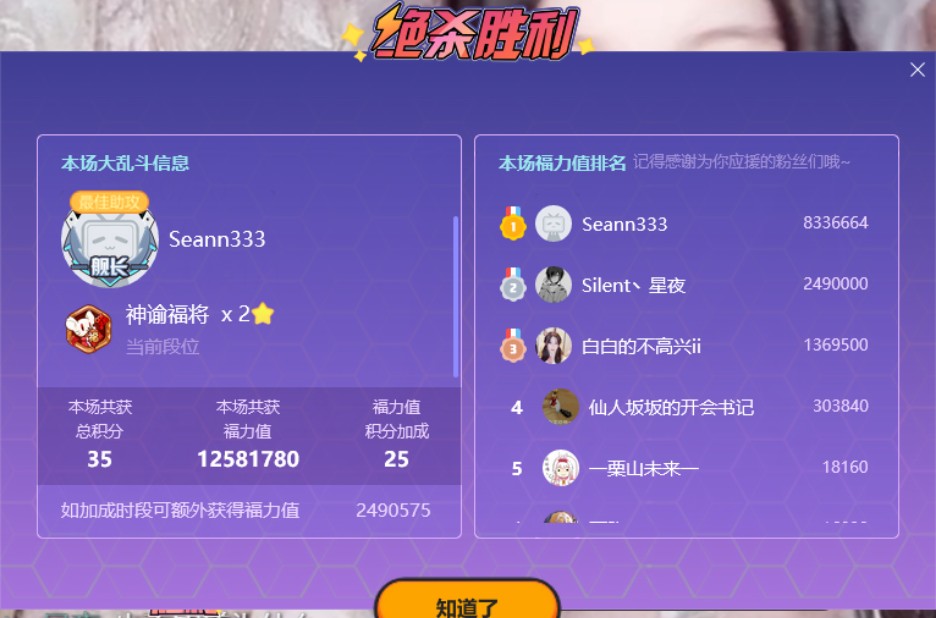 绝杀胜利
本场大乱斗信息
最佳助攻
舰长
Seann333
神谕福将 x 2
当前段位
本场共获
总积分
35
本场共获
福力值
12581780
福力值
积分加成
25
如加成时段可额外获得福力值 2490575
本场福力值排名 记得感谢为你应援的粉丝们哦~
1 Seann333 8336664
2 Silent丶星夜 2490000
3 白白的不高兴ii 1369500
4 仙人坂坂的开会书记 303840
5 一栗山未来一 18160
知道了